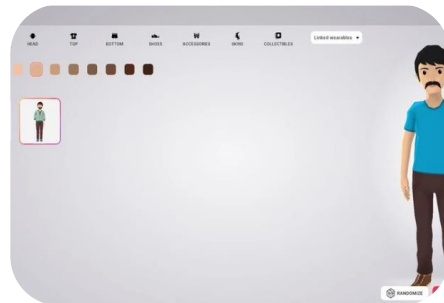 HEAD TOP BOTTOM SHOES ACCESSORIES SKINS COLLECTIBLES Linked wearables
RANDOMIZE